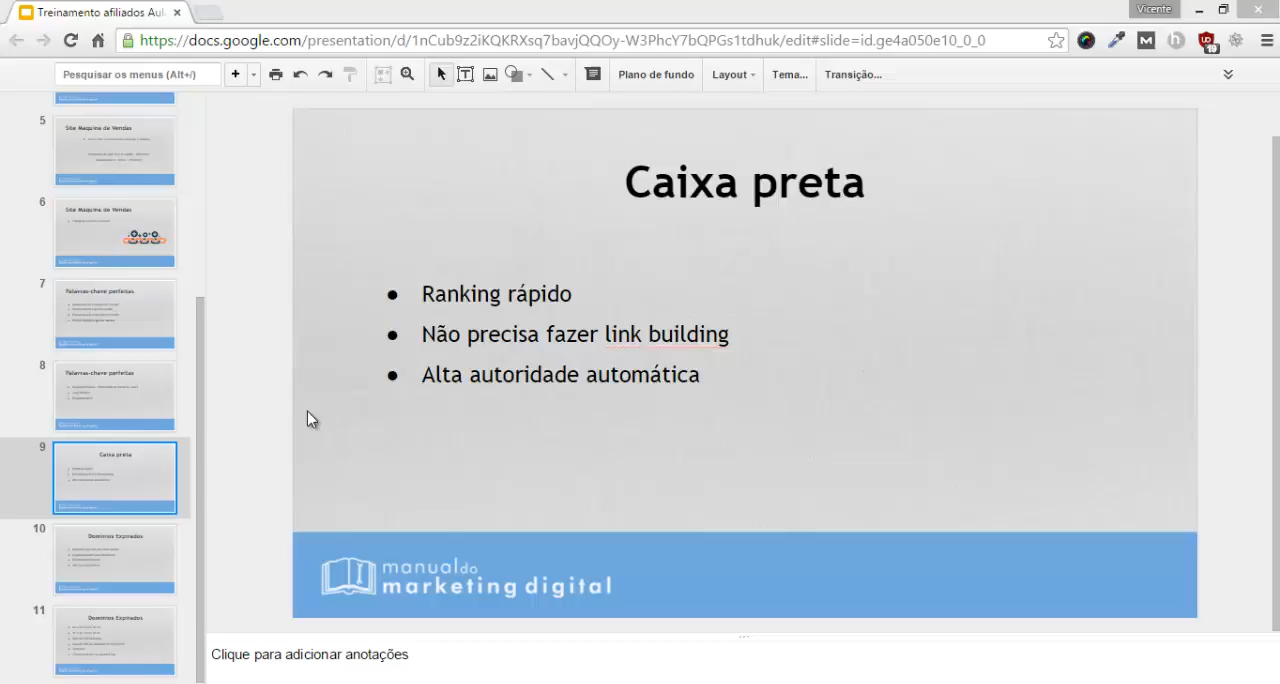 Treinamento afiliados Aul
Vicente
https://docs.google.com/presentation/d/1nCub9z2iKQKRXsq7bavjQQOy-W3PhcY7bQPGs1tdhuk/edit#slide=id.ge4a050e10_0_0
19
Pesquisar os menus (Alt+/)
Plano de fundo
Layout
Tema...
Transição...
5
Site Maquina de Vendas
6
Site Maquina de Vendas
7
Palavras-chave perfeitas
8
Palavras-chave perfeitas
9
Caixa preta
10
Dominios Expirados
11
Dominios Expirados
Caixa preta
● Ranking rápido
● Não precisa fazer link building
● Alta autoridade automática
manualdo
marketing digital
Clique para adicionar anotações